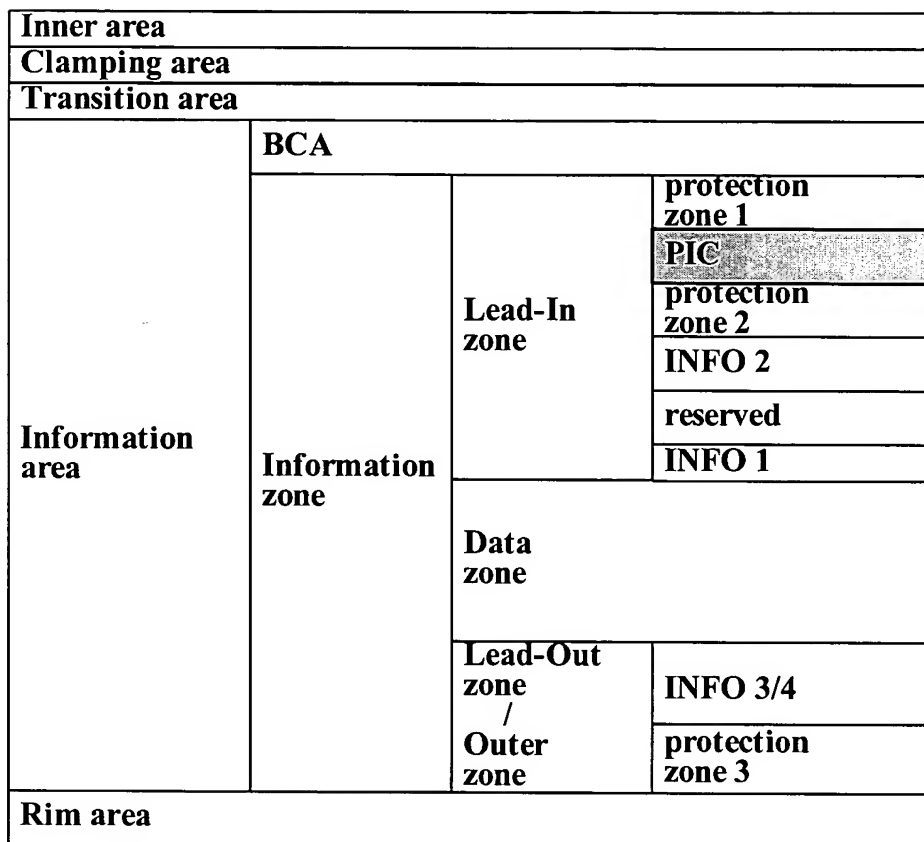 Inner area
Clamping area
Transition area
BCA
protection
zone 1
PIC
Lead-In
zone
protection
zone 2
INFO 2
reserved
INFO 1
Information
area
Information
zone
Data
zone
Lead-Out
zone
/
Outer
zone
INFO 3/4
protection
zone 3
Rim area